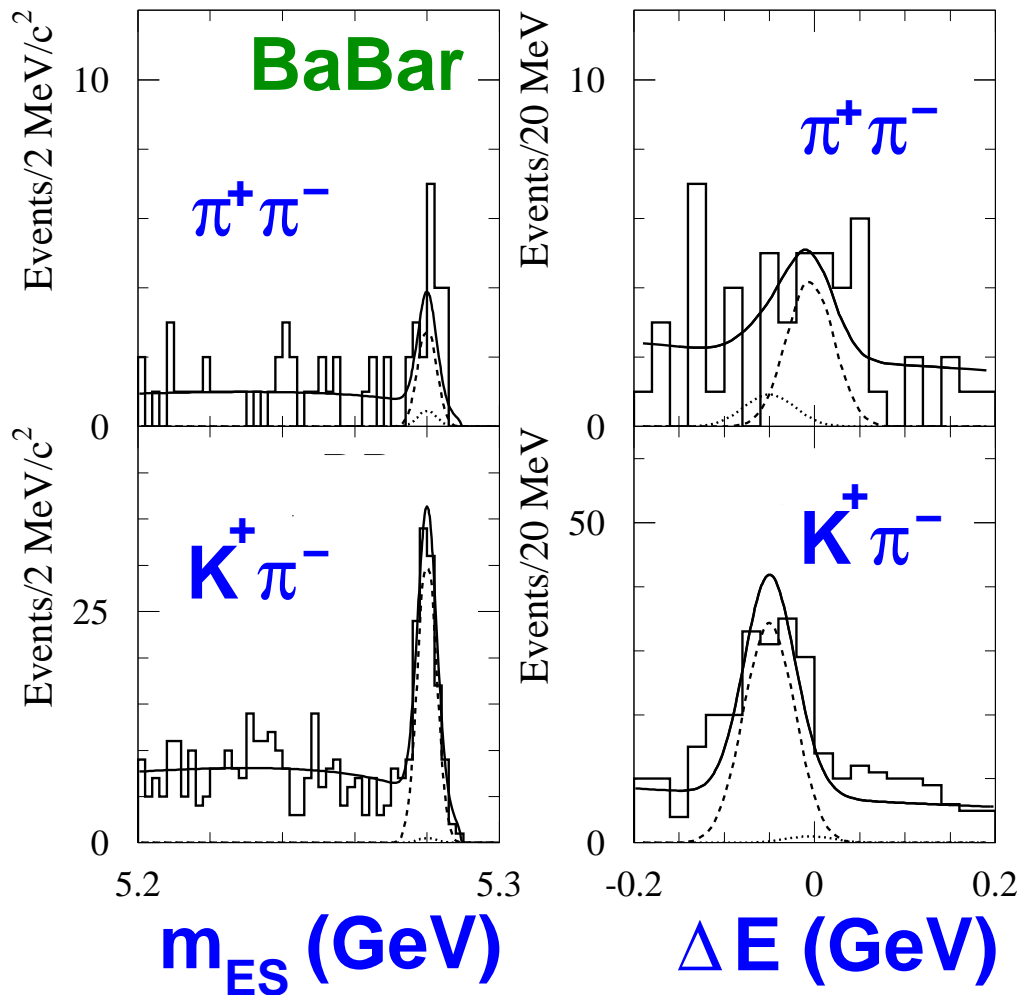 BaBar
Events/2 MeV/c²
10
π⁺π⁻
0
Events/20 MeV
10
π⁺π⁻
0
Events/2 MeV/c²
25
K⁺π⁻
0
5.2
5.3
m_ES (GeV)
Events/20 MeV
50
K⁺π⁻
0
-0.2
0
0.2
Δ E (GeV)